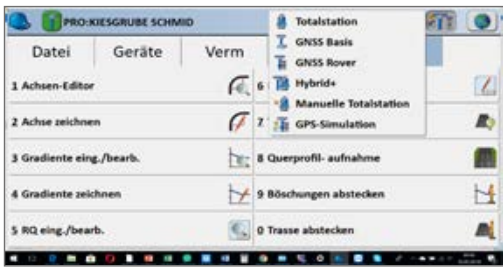 PRO:KIESGRUBE SCHMID
Totalstation
GNSS Basis
GNSS Rover
Hybrid+
Manuelle Totalstation
GPS-Simulation
Datei
Geräte
Verm
1 Achsen-Editor
2 Achse zeichnen
3 Gradiente eing./bearb.
4 Gradiente zeichnen
5 RQ eing./bearb.
6
7
8 Querprofil- aufnahme
9 Böschungen abstecken
0 Trasse abstecken